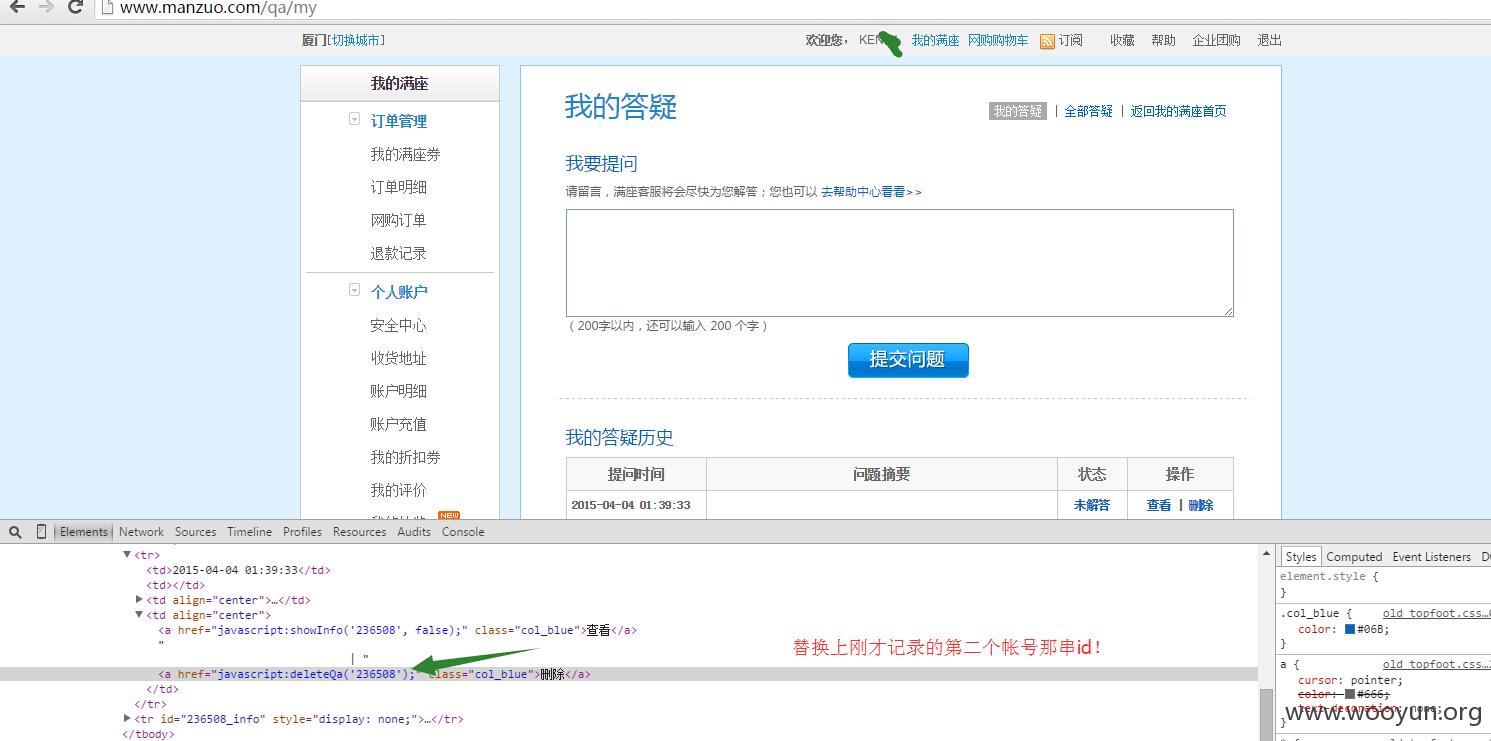 www.manzuo.com/qa/my
厦门[切换城市]
欢迎您， 我的满座 网购购物车 订阅 收藏 帮助 企业团购 退出
我的满座
订单管理
我的满座券
订单明细
网购订单
退款记录
个人账户
安全中心
收货地址
账户明细
账户充值
我的折扣券
我的评价
NEW
我的答疑
我的答疑 | 全部答疑 | 返回我的满座首页
我要提问
请留言，满座客服将会尽快为您解答；您也可以 去帮助中心看看>>
（200字以内，还可以输入 200 个字）
提交问题
我的答疑历史
提问时间 问题摘要 状态 操作
2015-04-04 01:39:33 未解答 查看 | 删除
Elements Network Sources Timeline Profiles Resources Audits Console
▼<tr>
<td>2015-04-04 01:39:33</td>
<td></td>
▶<td align="center">…</td>
▼<td align="center">
<a href="javascript:showInfo('236508', false);" class="col_blue">查看</a>
"
| "
<a href="javascript:deleteQa('236508');" class="col_blue">删除</a>
</td>
</tr>
▶<tr id="236508_info" style="display: none;">…</tr>
</tbody>
替换上刚才记录的第二个帐号那串id！
Styles Computed Event Listeners
element.style {
}
.col_blue { old_topfoot.css…
color: #06B;
}
a { old_topfoot.css…
cursor: pointer;
color: #666;
text-decoration: none;
}
www.wooyun.org